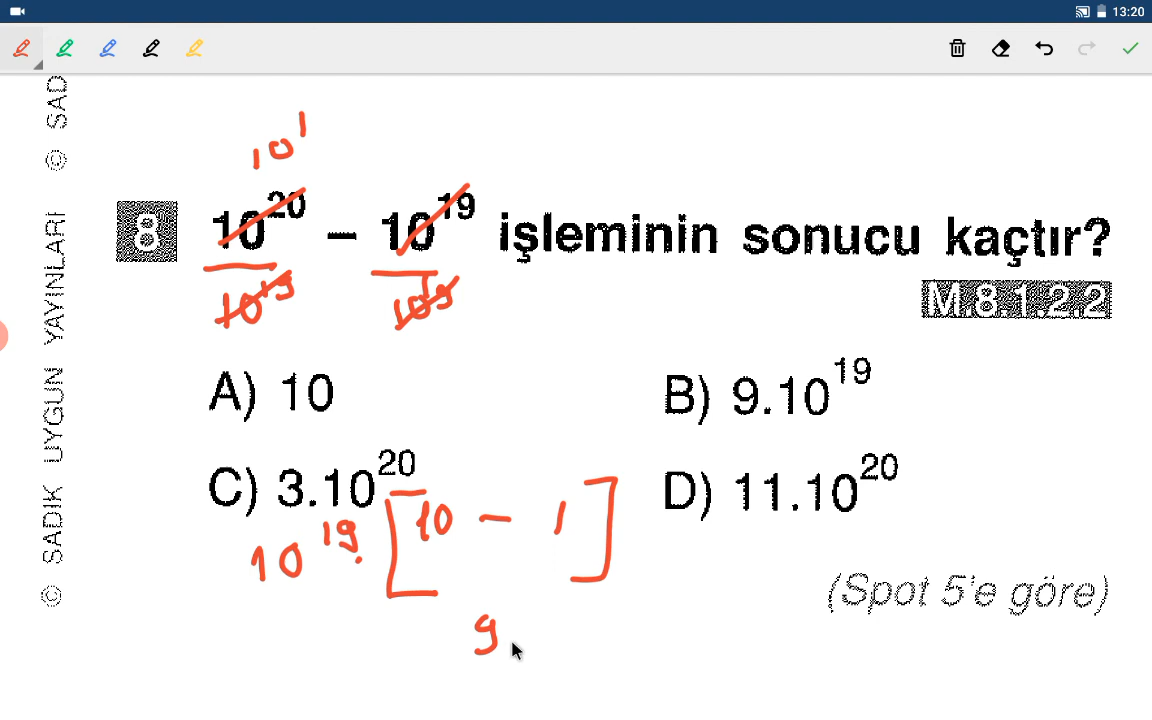 13:20
© SADIK UYGUN YAYINLARI © SAD
10¹
8 10²⁰ – 10¹⁹ işleminin sonucu kaçtır?
10¹⁹ 10¹⁹
M.8.1.2.2
A) 10 B) 9.10¹⁹
C) 3.10²⁰ D) 11.10²⁰
10¹⁹. [10 – 1]
(Spot 5'e göre)
9